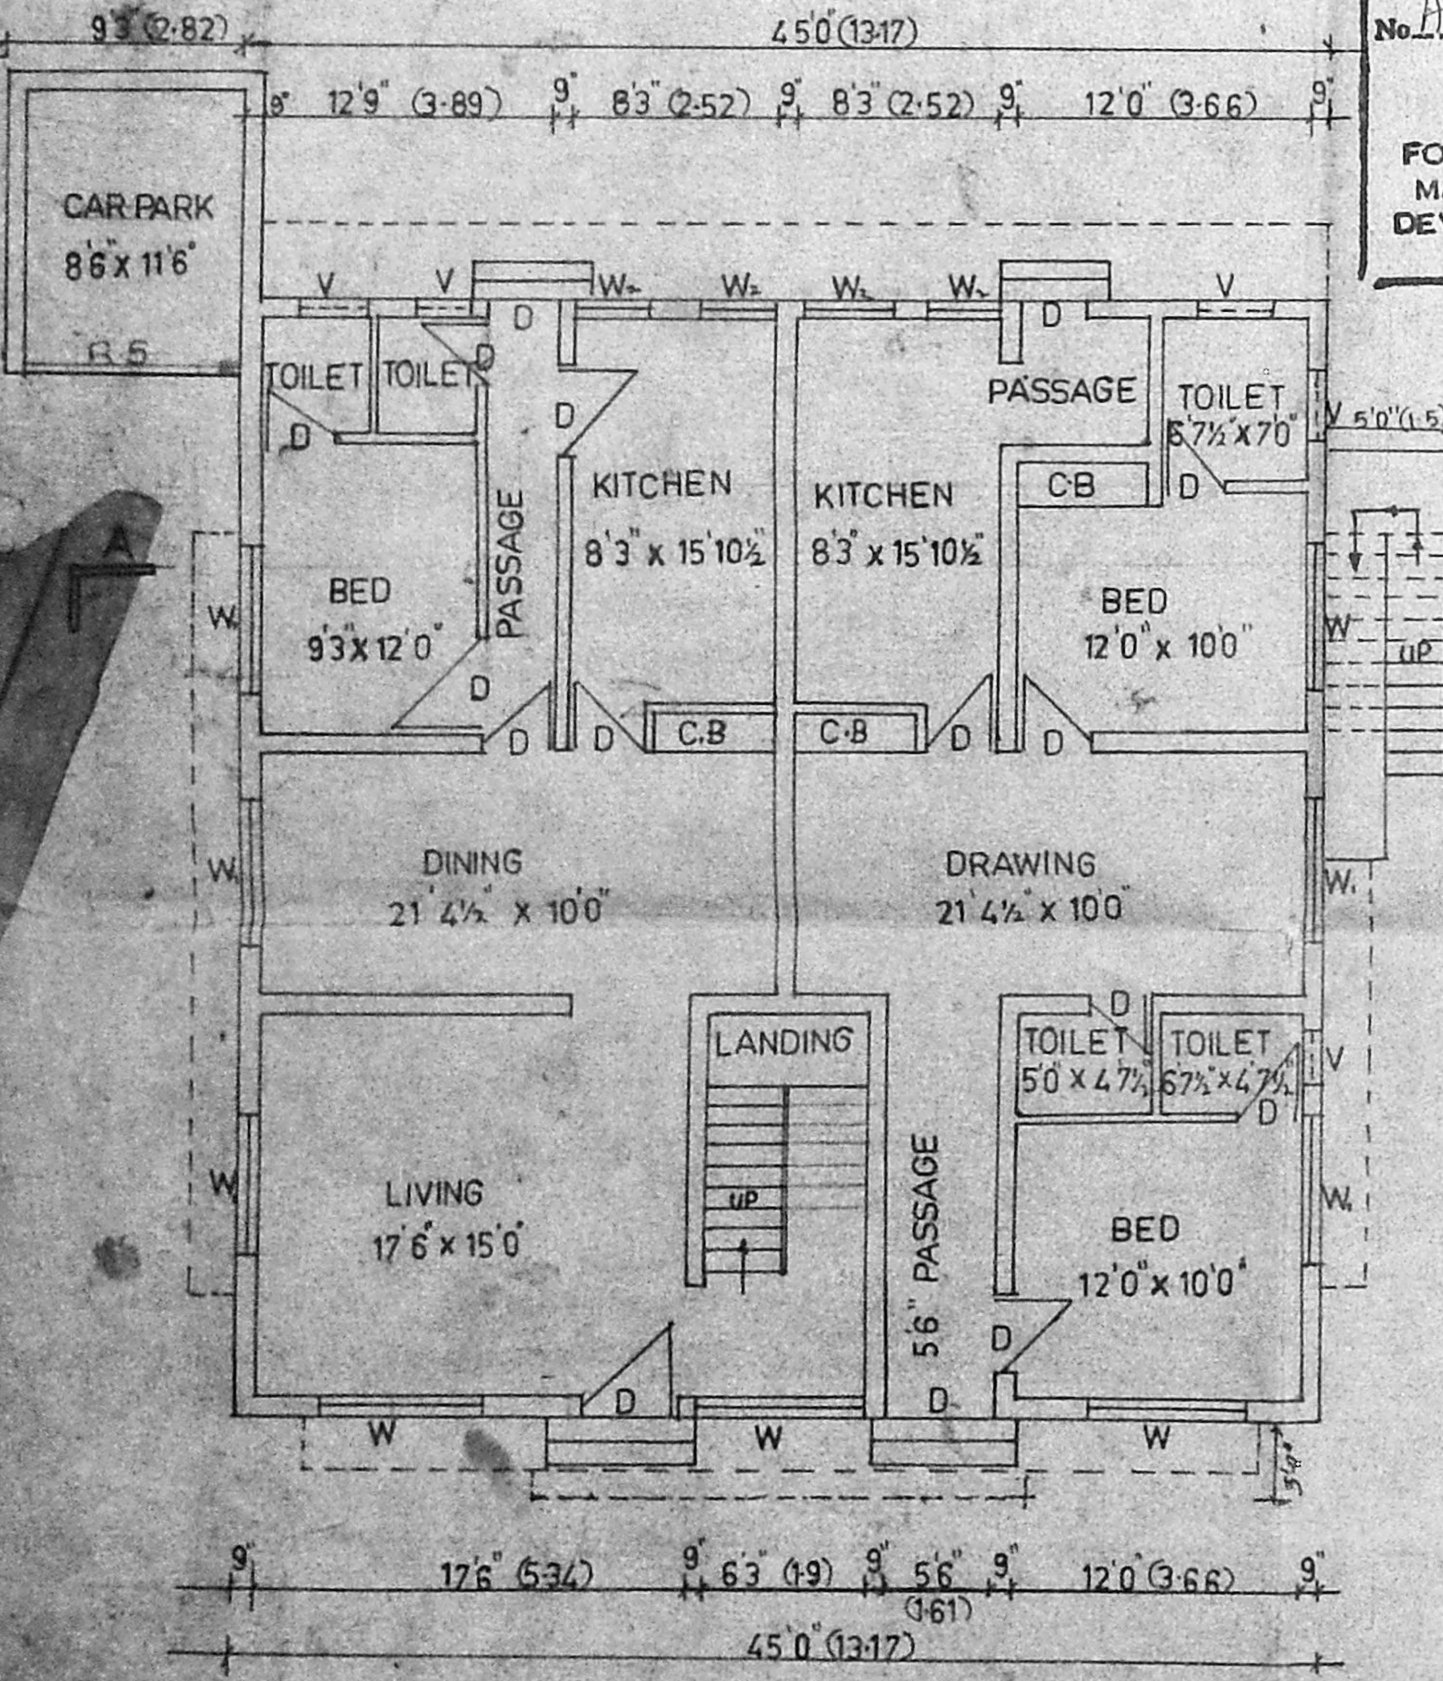 9'3" (2.82)
45'0" (13.17)
No.
9" 12'9" (3.89) 9" 8'3" (2.52) 9" 8'3" (2.52) 9" 12'0" (3.66) 9"
FO
M
DEV
CAR PARK
8'6" X 11'6"
R S
V V W2 W2 W2 W2 V
D D
TOILET TOILET D
PASSAGE
TOILET
6'7½" X 7'0"
V 5'0" (1.5
D
D
D
C.B
KITCHEN
8'3" X 15'10½"
KITCHEN
8'3" X 15'10½"
PASSAGE
A
BED
9'3" X 12'0"
BED
12'0" X 10'0"
W1
W
UP
D
D D C.B C.B D D
DINING
21'4½" X 10'0"
DRAWING
21'4½" X 10'0"
W1
W1
LANDING
D
TOILET
5'0" X 4'7½"
TOILET
6'7½" X 4'7½"
V
D
LIVING
17'6" X 15'0"
UP
5'6" PASSAGE
BED
12'0" X 10'0"
W
W1
D
D D
W W W
3'0"
9" 17'6" (5.34) 9" 6'3" (1.9) 9" 5'6" (1.61) 9" 12'0" (3.66) 9"
45'0" (13.17)